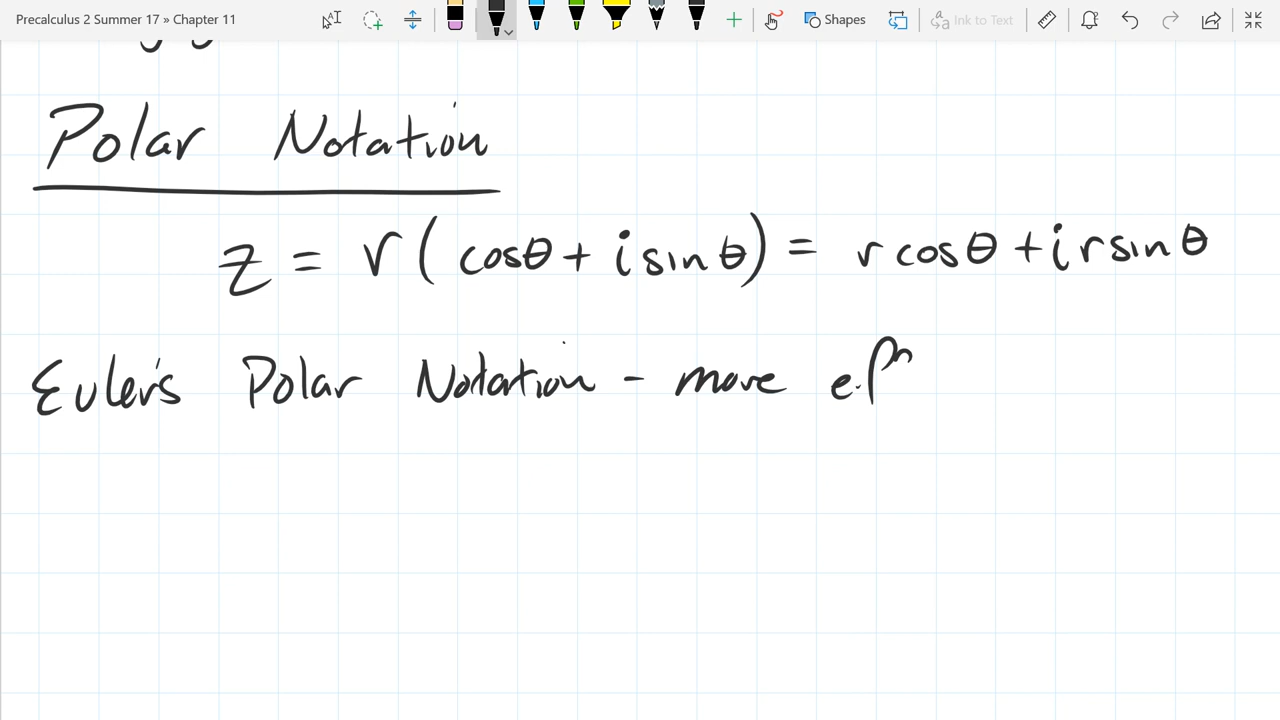 Precalculus 2 Summer 17 » Chapter 11
Shapes
Ink to Text
Polar Notation
z = r(cosθ + i sinθ) = r cosθ + i r sinθ
Euler's Polar Notation - more